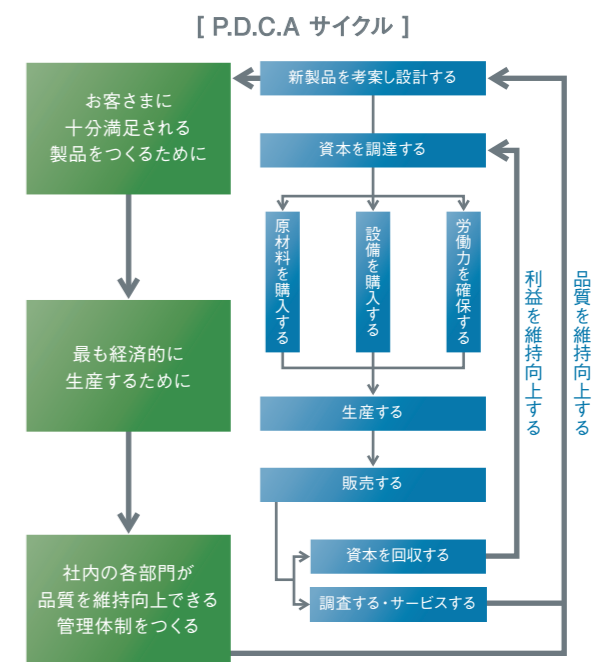 [ P.D.C.A サイクル ]
お客さまに
十分満足される
製品をつくるために
最も経済的に
生産するために
社内の各部門が
品質を維持向上できる
管理体制をつくる
新製品を考案し設計する
資本を調達する
原材料を購入する
設備を購入する
労働力を確保する
生産する
販売する
資本を回収する
調査する・サービスする
利益を維持向上する
品質を維持向上する